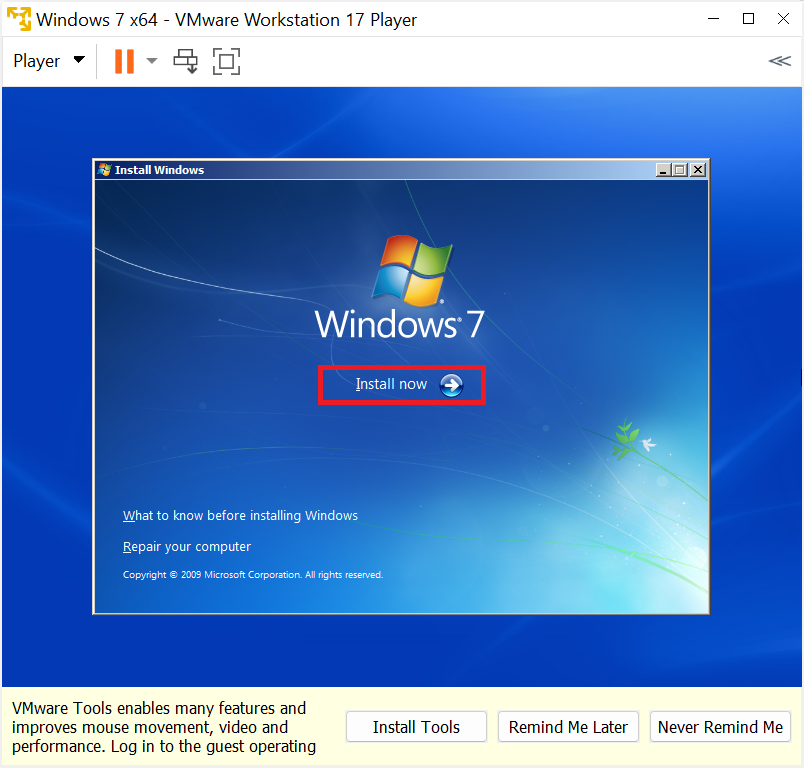 Windows 7 x64 - VMware Workstation 17 Player
Player
Install Windows
Windows 7
Install now
What to know before installing Windows
Repair your computer
Copyright © 2009 Microsoft Corporation. All rights reserved.
VMware Tools enables many features and
improves mouse movement, video and
performance. Log in to the guest operating
Install Tools
Remind Me Later
Never Remind Me